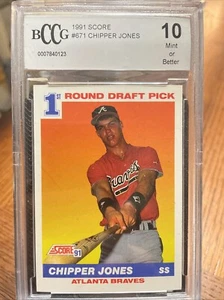 BCCG
1991 SCORE
#671 CHIPPER JONES
0007840123
10
Mint
or
Better
1ST ROUND DRAFT PICK
Braves
SCORE
91
CHIPPER JONES SS
ATLANTA BRAVES